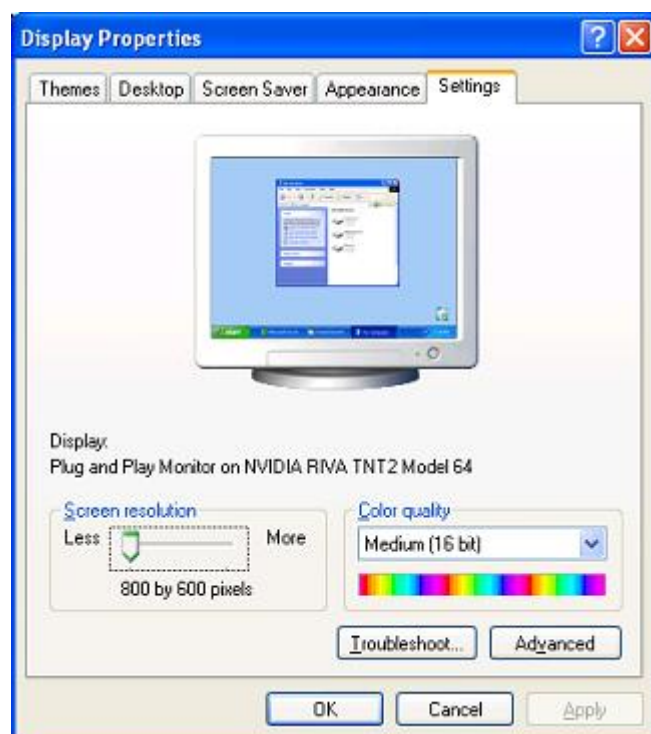 Display Properties
Themes Desktop Screen Saver Appearance Settings
Display:
Plug and Play Monitor on NVIDIA RIVA TNT2 Model 64
Screen resolution
Less More
800 by 600 pixels
Color quality
Medium (16 bit)
Troubleshoot... Advanced
OK Cancel Apply